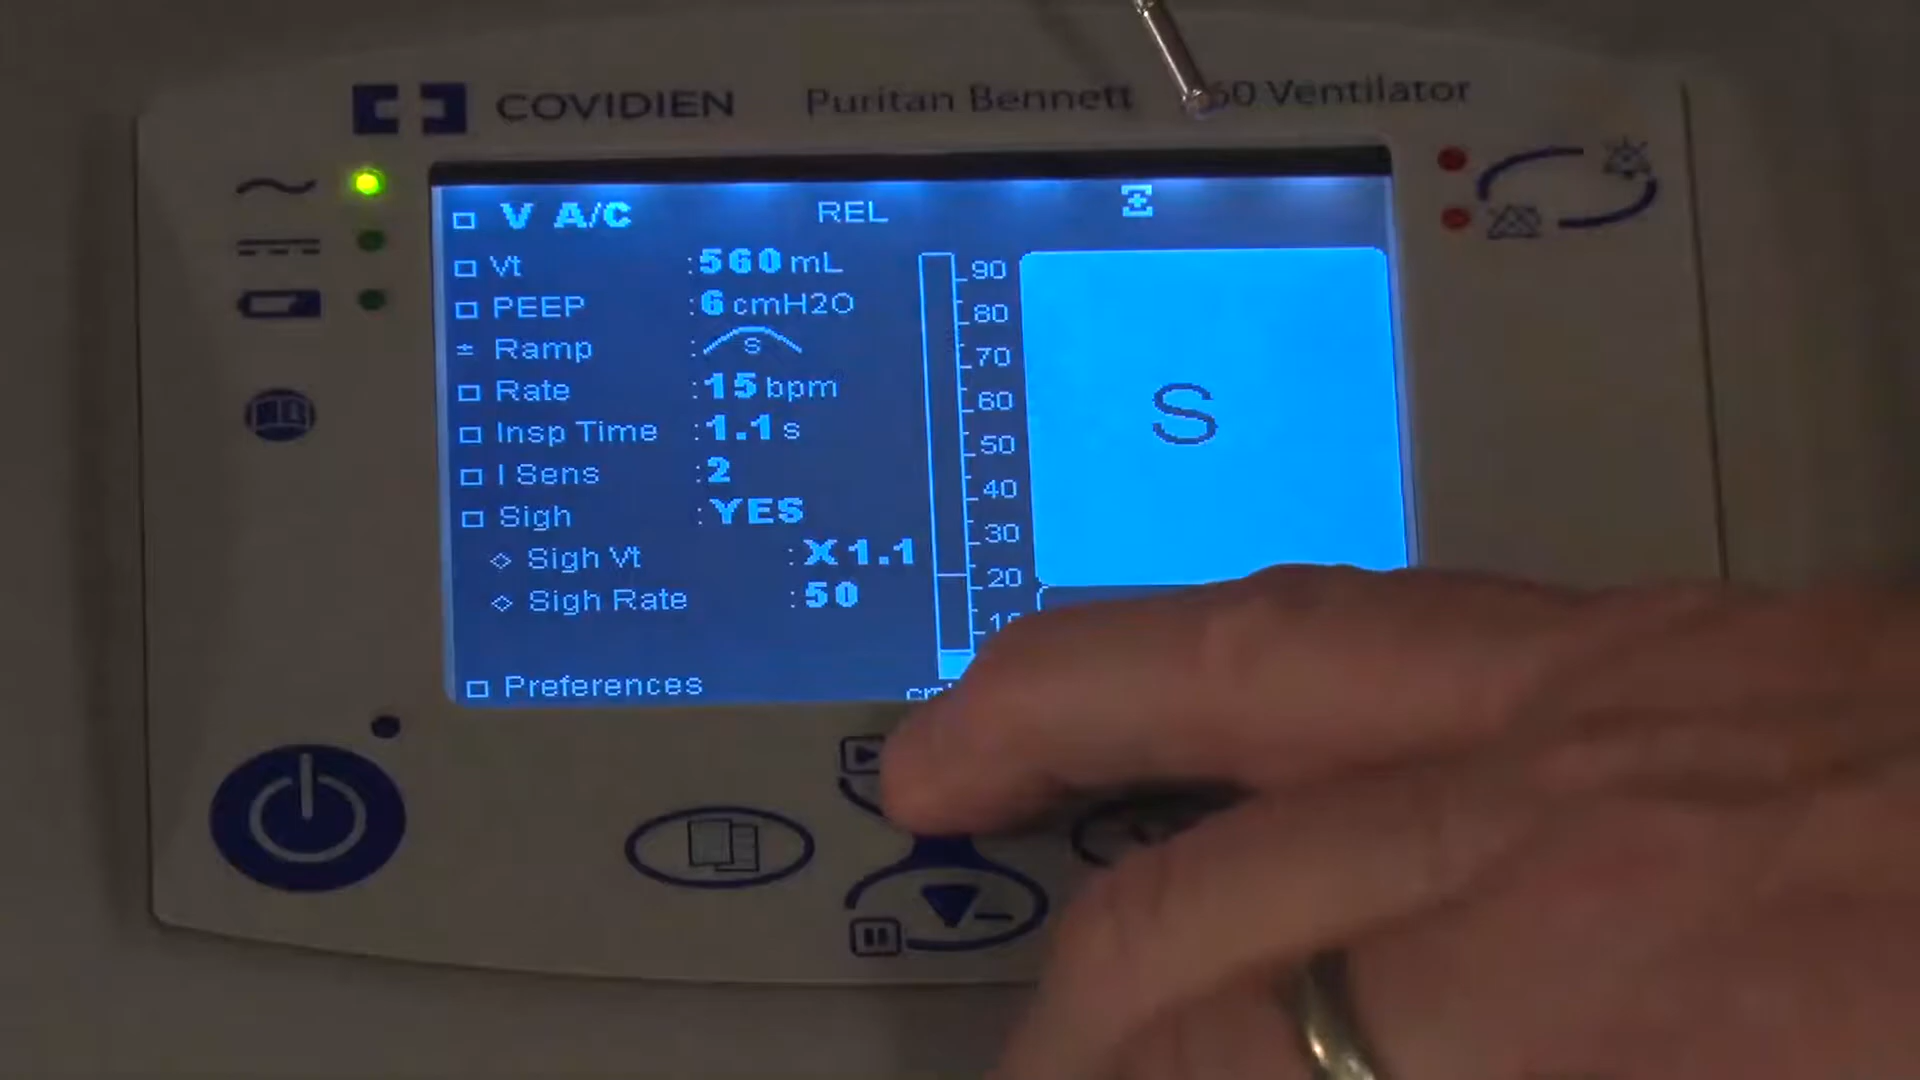 COVIDIEN Puritan Bennett 60 Ventilator
V A/C REL
Vt :560 mL
PEEP :6 cmH2O
Ramp : S
Rate :15 bpm
Insp Time :1.1 s
I Sens :2
Sigh :YES
Sigh Vt :X1.1
Sigh Rate :50
Preferences
90
80
70
60
50
40
30
20
10
S